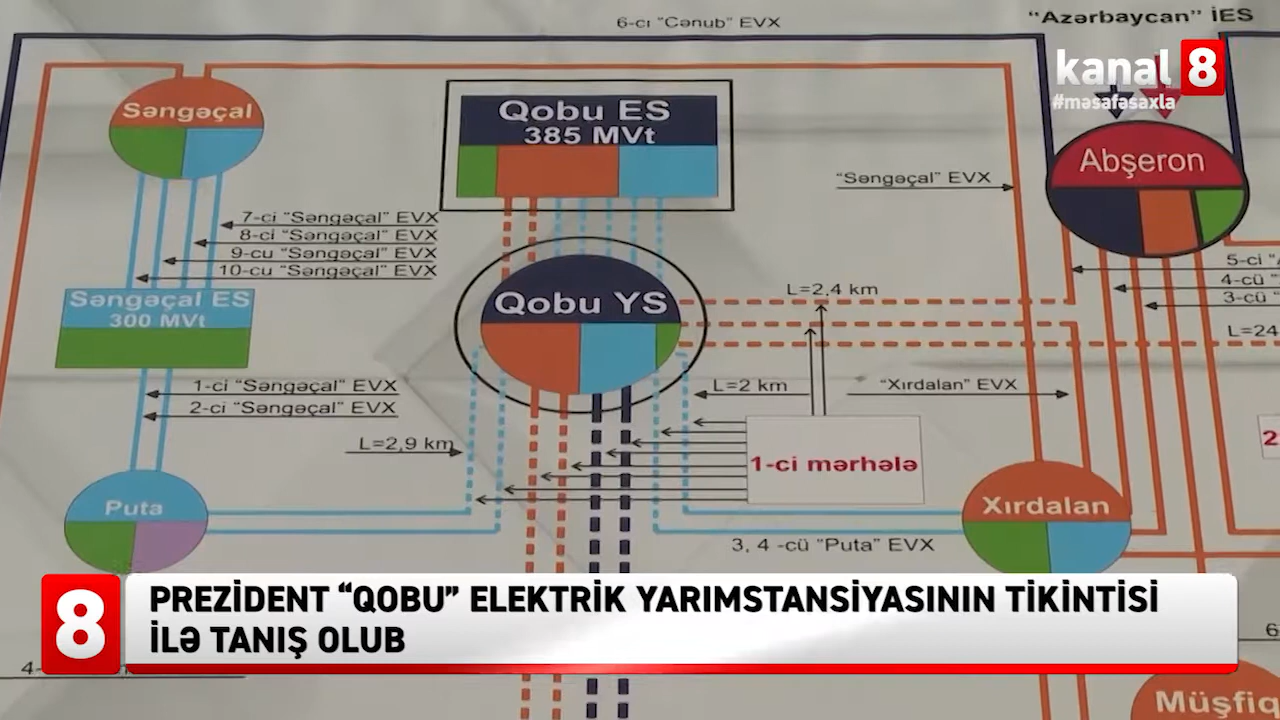 6-cı “Cənub” EVX
“Azərbaycan” İES
kanal 8
#məsafəsaxla
Səngəçal
Qobu ES
385 MVt
Abşeron
“Səngəçal” EVX
7-ci “Səngəçal” EVX
8-ci “Səngəçal” EVX
9-cu “Səngəçal” EVX
10-cu “Səngəçal” EVX
5-ci
4-cü “
3-cü “
Səngəçal ES
300 MVt
Qobu YS
L=2,4 km
L=24
1-ci “Səngəçal” EVX
2-ci “Səngəçal” EVX
L=2 km
“Xırdalan” EVX
L=2,9 km
1-ci mərhələ
2
Puta
Xırdalan
3, 4 -cü “Puta” EVX
8
PREZİDENT “QOBU” ELEKTRİK YARIMSTANSİYASININ TİKİNTİSİ
İLƏ TANIŞ OLUB
6
4-
Müşfiq